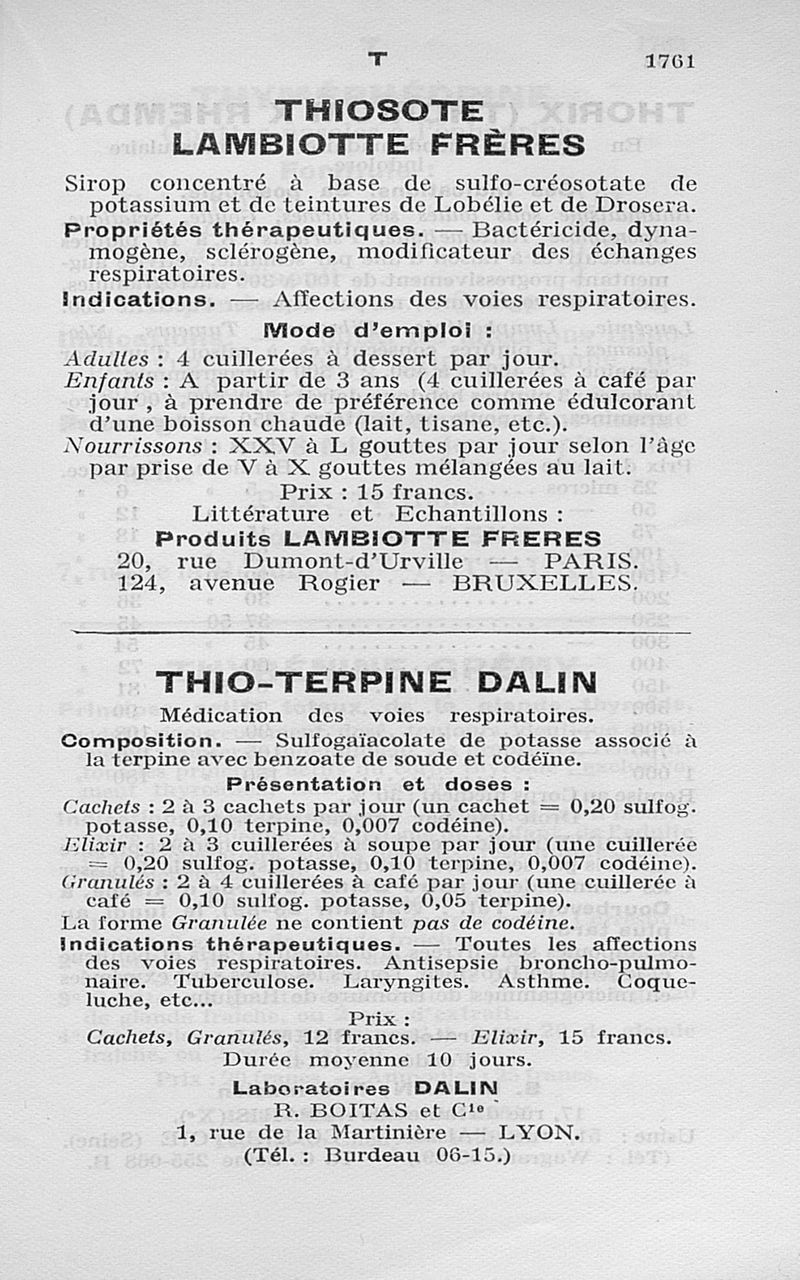 T 1761
THIOSOTE
LAMBIOTTE FRÈRES
Sirop concentré à base de sulfo-créosotate de
potassium et de teintures de Lobélie et de Drosera.
Propriétés thérapeutiques. — Bactéricide, dyna-
mogène, sclérogène, modificateur des échanges
respiratoires.
Indications. — Affections des voies respiratoires.
Mode d'emploi :
Adultes : 4 cuillerées à dessert par jour.
Enfants : A partir de 3 ans (4 cuillerées à café par
jour , à prendre de préférence comme édulcorant
d'une boisson chaude (lait, tisane, etc.).
Nourrissons : XXV à L gouttes par jour selon l'âge
par prise de V à X gouttes mélangées au lait.
Prix : 15 francs.
Littérature et Echantillons :
Produits LAMBIOTTE FRERES
20, rue Dumont-d'Urville — PARIS.
124, avenue Rogier — BRUXELLES.
THIO-TERPINE DALIN
Médication des voies respiratoires.
Composition. — Sulfogaïacolate de potasse associé à
la terpine avec benzoate de soude et codéïne.
Présentation et doses :
Cachets : 2 à 3 cachets par jour (un cachet = 0,20 sulfog.
potasse, 0,10 terpine, 0,007 codéine).
Elixir : 2 à 3 cuillerées à soupe par jour (une cuillerée
= 0,20 sulfog. potasse, 0,10 terpine, 0,007 codéine).
Granulés : 2 à 4 cuillerées à café par jour (une cuillerée à
café = 0,10 sulfog. potasse, 0,05 terpine).
La forme Granulée ne contient pas de codéine.
Indications thérapeutiques. — Toutes les affections
des voies respiratoires. Antisepsie broncho-pulmo-
naire. Tuberculose. Laryngites. Asthme. Coque-
luche, etc...
Prix :
Cachets, Granulés, 12 francs. — Elixir, 15 francs.
Durée moyenne 10 jours.
Laboratoires DALIN
R. BOITAS et Cie
1, rue de la Martinière — LYON.
(Tél. : Burdeau 06-15.)